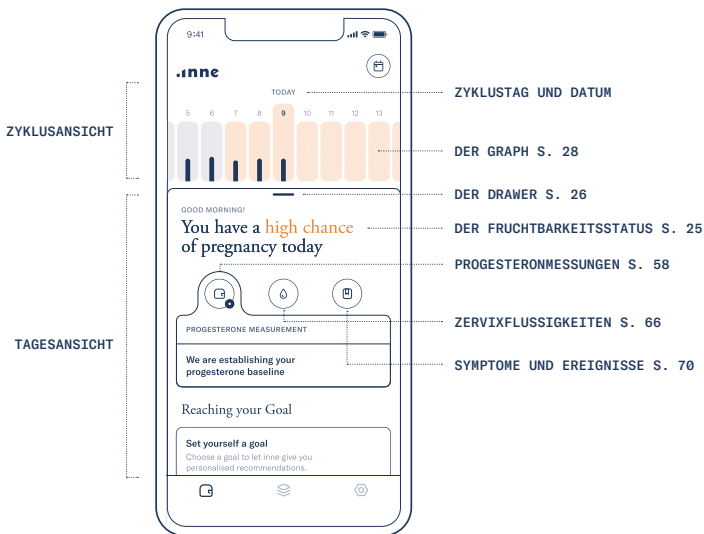 9:41
.ınne
TODAY
5 6 7 8 9 10 11 12 13
GOOD MORNING!
You have a high chance
of pregnancy today
PROGESTERONE MEASUREMENT
We are establishing your
progesterone baseline
Reaching your Goal
Set yourself a goal
Choose a goal to let inne give you
personalised recommendations.
ZYKLUSANSICHT
TAGESANSICHT
ZYKLUSTAG UND DATUM
DER GRAPH S. 28
DER DRAWER S. 26
DER FRUCHTBARKEITSSTATUS S. 25
PROGESTERONMESSUNGEN S. 58
ZERVIXFLUSSIGKEITEN S. 66
SYMPTOME UND EREIGNISSE S. 70